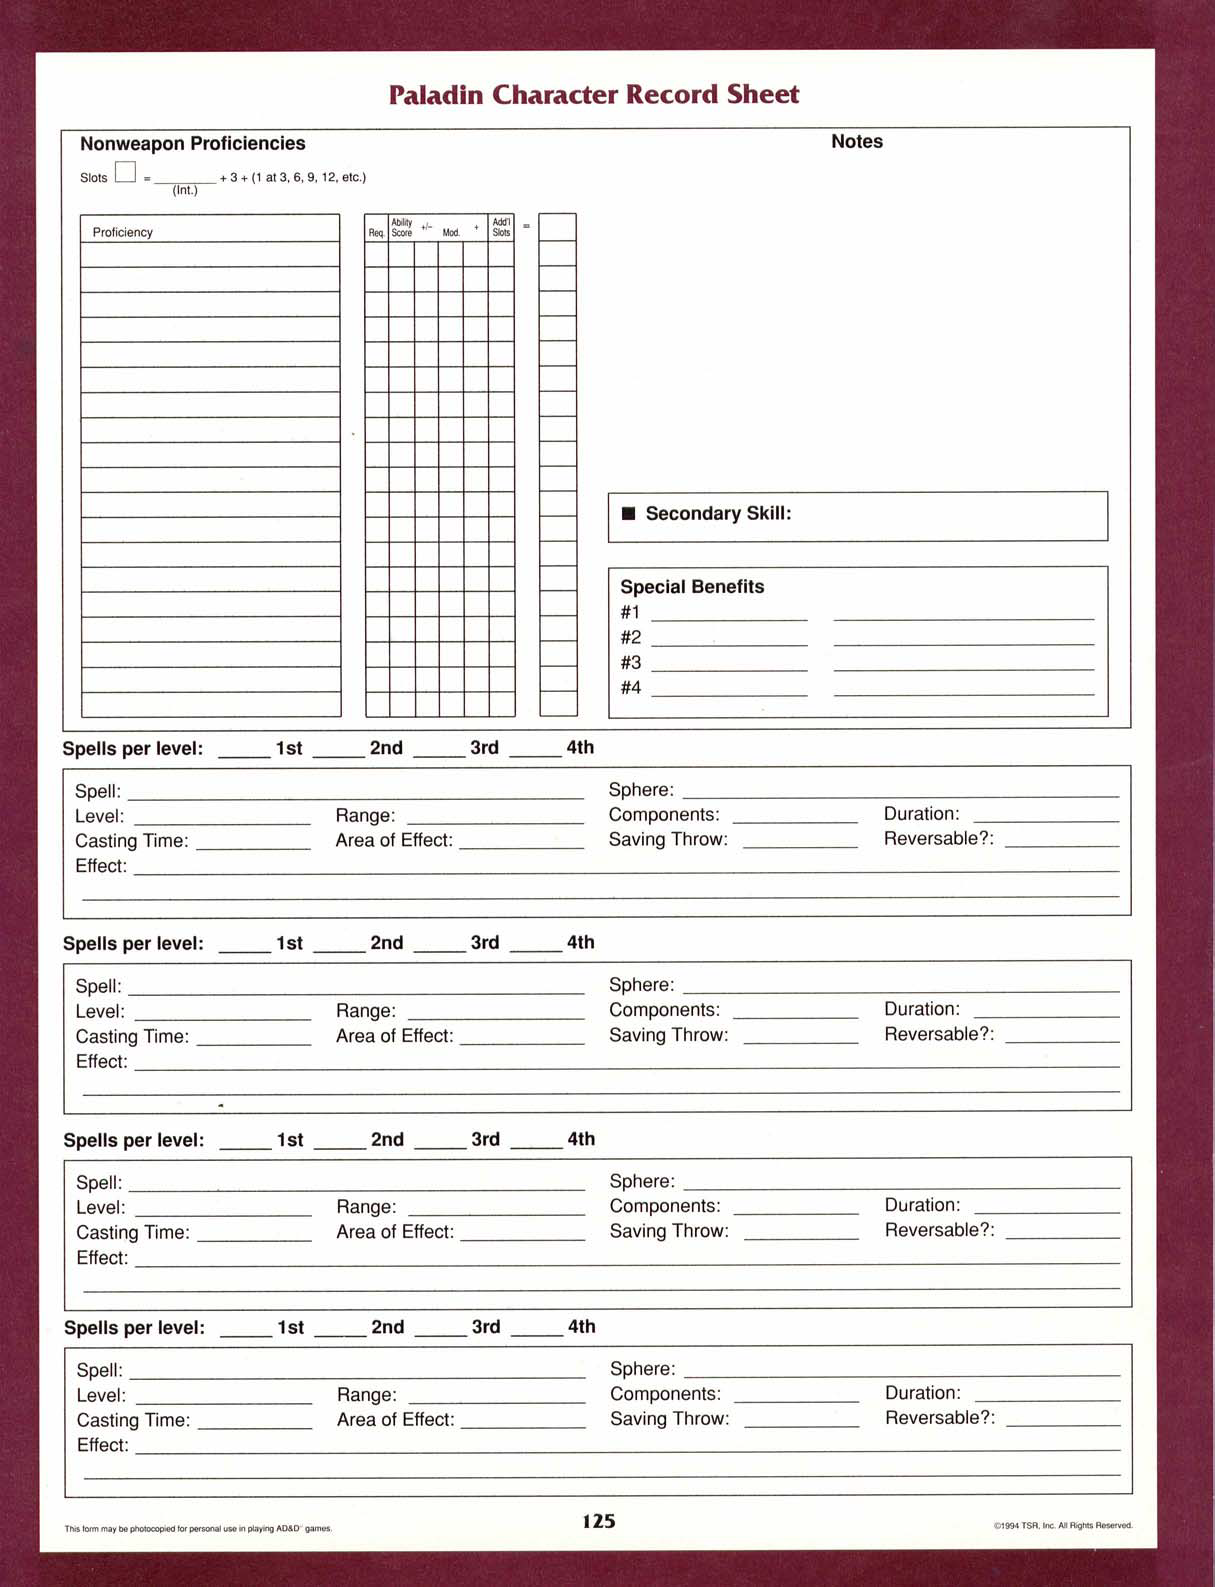 Paladin Character Record Sheet
Nonweapon Proficiencies
Notes
Slots = ________ + 3 + (1 at 3, 6, 9, 12, etc.)
(Int.)
Proficiency
Req. Ability Score +/- Mod. + Add'l Slots =
■ Secondary Skill:
Special Benefits
#1
#2
#3
#4
Spells per level: _____ 1st _____ 2nd _____ 3rd _____ 4th
Spell: Sphere:
Level: Range: Components: Duration:
Casting Time: Area of Effect: Saving Throw: Reversable?:
Effect:
Spells per level: _____ 1st _____ 2nd _____ 3rd _____ 4th
Spell: Sphere:
Level: Range: Components: Duration:
Casting Time: Area of Effect: Saving Throw: Reversable?:
Effect:
Spells per level: _____ 1st _____ 2nd _____ 3rd _____ 4th
Spell: Sphere:
Level: Range: Components: Duration:
Casting Time: Area of Effect: Saving Throw: Reversable?:
Effect:
Spells per level: _____ 1st _____ 2nd _____ 3rd _____ 4th
Spell: Sphere:
Level: Range: Components: Duration:
Casting Time: Area of Effect: Saving Throw: Reversable?:
Effect:
This form may be photocopied for personal use in playing AD&D™ games.
125
©1994 TSR, Inc. All Rights Reserved.